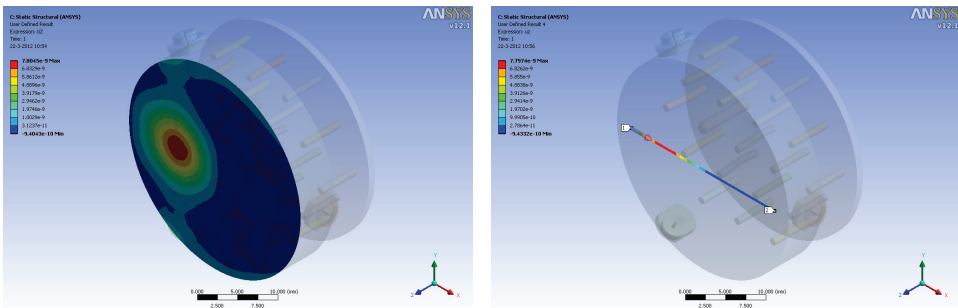 C: Static Structural (ANSYS)
User Defined Result
Expression: UZ
Time: 1
22-3-2012 10:54
7.8045e-9 Max
6.8329e-9
5.8612e-9
4.8896e-9
3.9179e-9
2.9462e-9
1.9746e-9
1.0029e-9
3.1237e-11
-9.4043e-10 Min
ANSYS
v12.1
0.000 5.000 10.000 (mm)
2.500 7.500
Y
Z X
C: Static Structural (ANSYS)
User Defined Result 4
Expression: uz
Time: 1
22-3-2012 10:56
7.7974e-9 Max
6.8262e-9
5.855e-9
4.8838e-9
3.9126e-9
2.9414e-9
1.9702e-9
9.9905e-10
2.7864e-11
-9.4332e-10 Min
ANSYS
v12.1
1
2
0.000 5.000 10.000 (mm)
2.500 7.500
Y
Z X